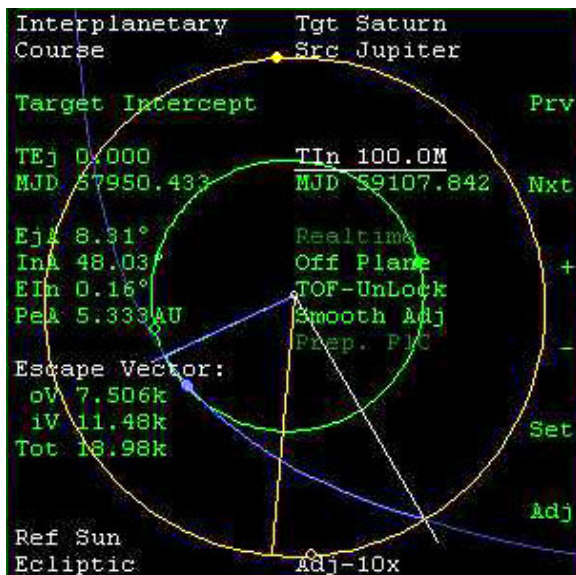 Interplanetary Tgt Saturn
Course Src Jupiter
Target Intercept Prv
TEj 0.000 TIn 100.0M
MJD 57950.433 MJD 59107.842 Nxt
EjA 8.31° Realtime
InA 48.03° Off Plane +
EIn 0.16° TOF-UnLock
PeA 5.333AU Smooth Adj
Prep. PIC -
Escape Vector:
oV 7.506k
iV 11.48k Set
Tot 18.98k
Adj
Ref Sun
Ecliptic Adj-10x